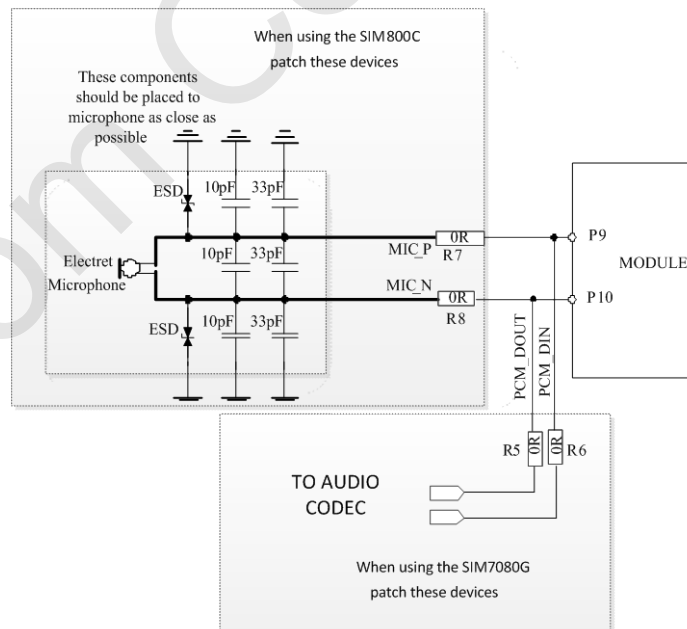 When using the SIM800C
patch these devices
These components
should be placed to
microphone as close as
possible
ESD
10pF
33pF
0R
P9
MIC_P
R7
Electret
Microphone
10pF
33pF
MODULE
MIC_N
0R
P10
R8
ESD
10pF
33pF
PCM_DOUT
PCM_DIN
R5
0R
0R
R6
TO AUDIO
CODEC
When using the SIM7080G
patch these devices